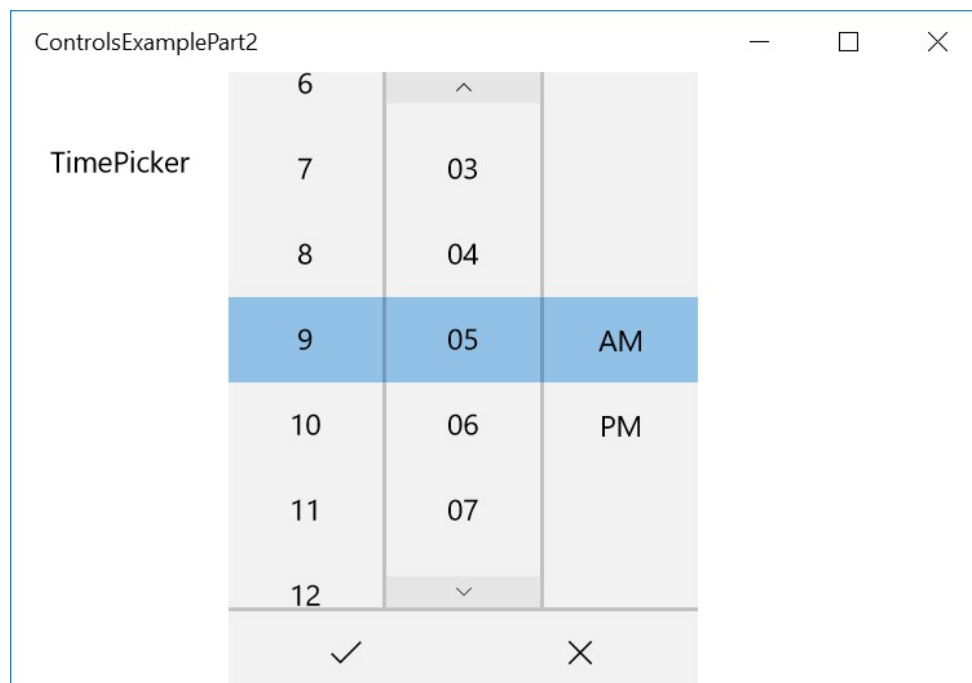 ControlsExamplePart2
6
TimePicker 7 03
8 04
9 05 AM
10 06 PM
11 07
12